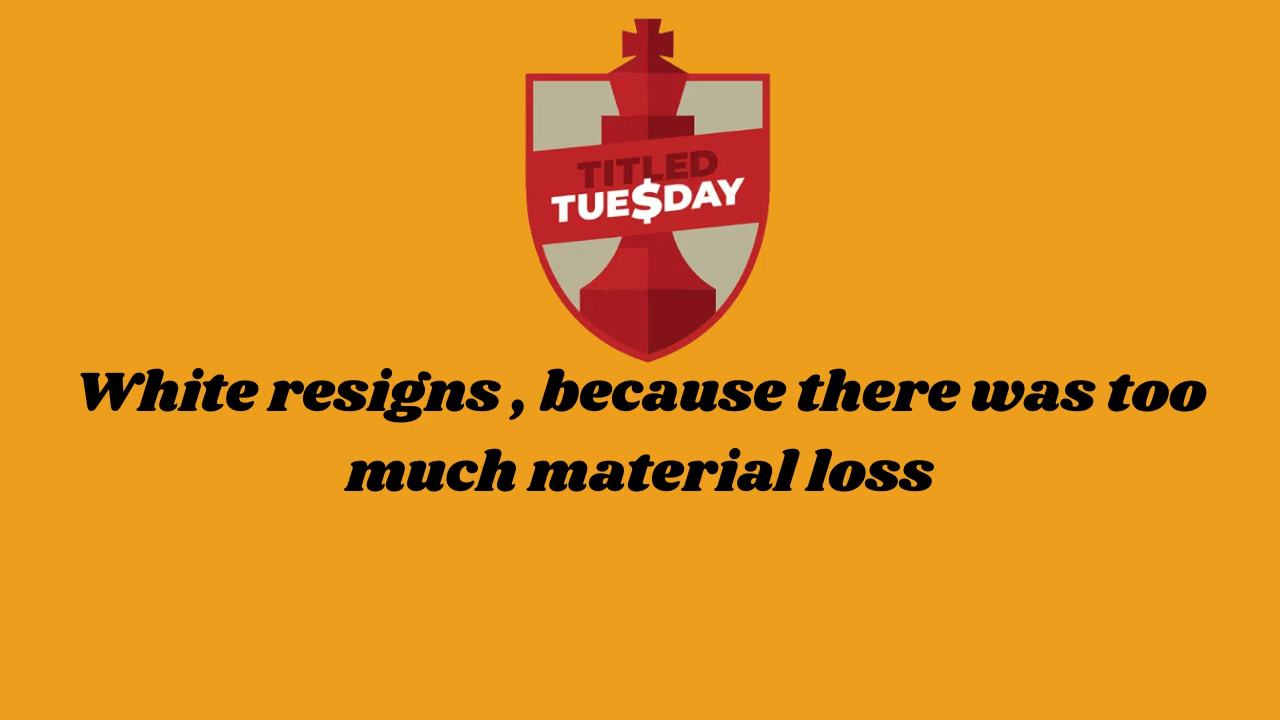 TITLED
TUE$DAY
White resigns , because there was too
much material loss